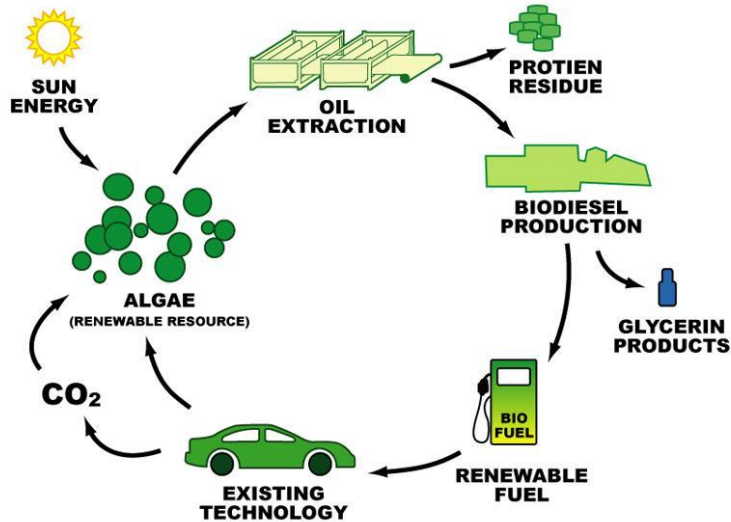 SUN
ENERGY
OIL
EXTRACTION
PROTIEN
RESIDUE
BIODIESEL
PRODUCTION
ALGAE
(RENEWABLE RESOURCE)
GLYCERIN
PRODUCTS
CO₂
BIO
FUEL
RENEWABLE
FUEL
EXISTING
TECHNOLOGY